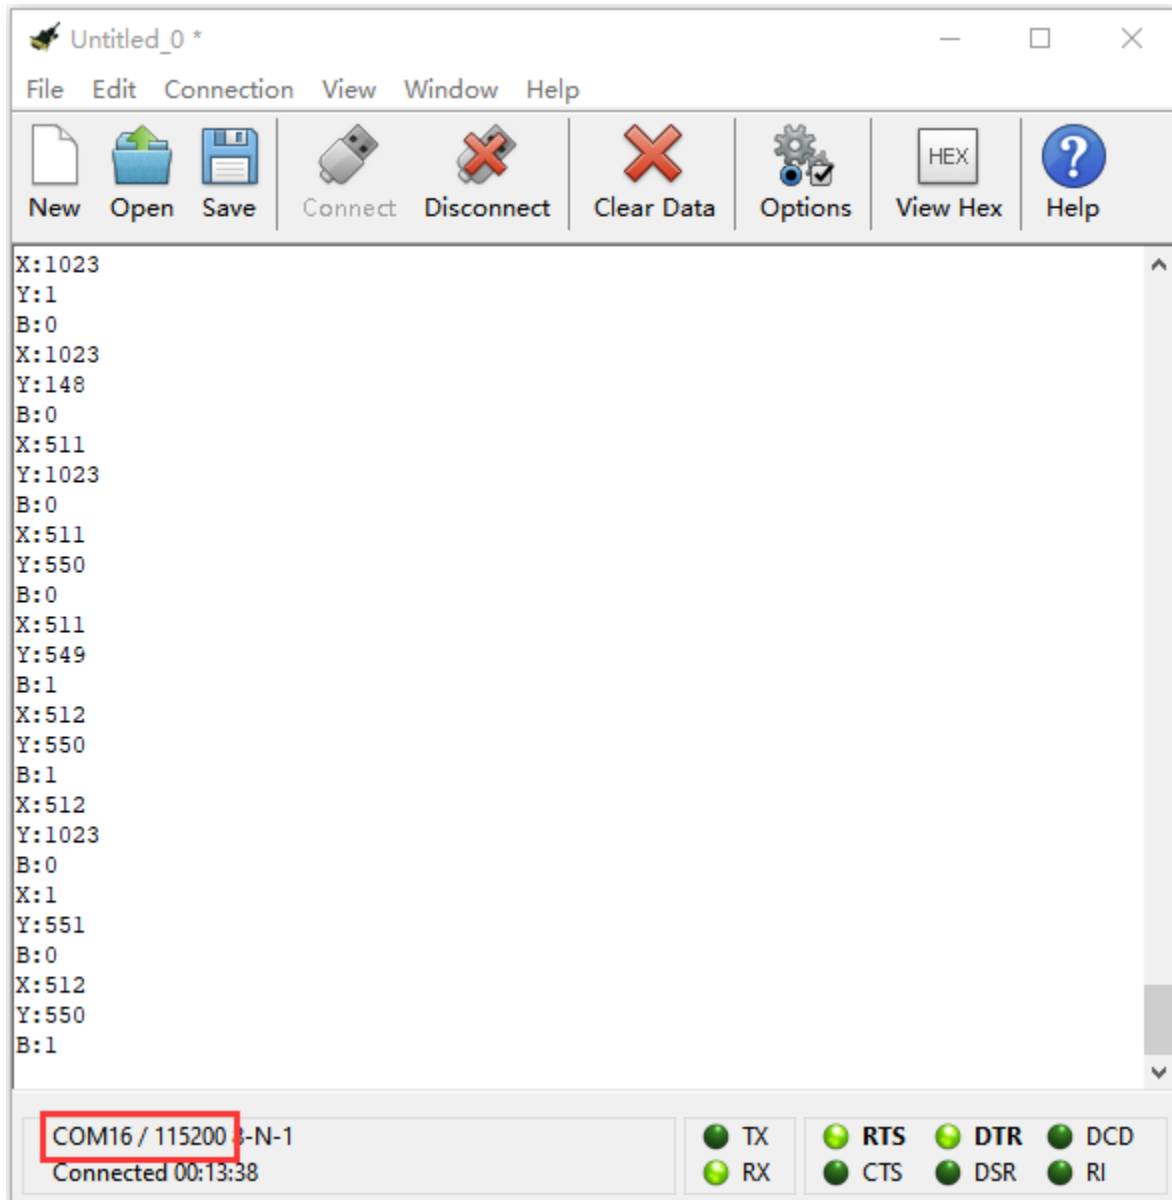 Untitled_0 *
File Edit Connection View Window Help
New Open Save Connect Disconnect Clear Data Options HEX View Hex ? Help
X:1023
Y:1
B:0
X:1023
Y:148
B:0
X:511
Y:1023
B:0
X:511
Y:550
B:0
X:511
Y:549
B:1
X:512
Y:550
B:1
X:512
Y:1023
B:0
X:1
Y:551
B:0
X:512
Y:550
B:1
COM16 / 115200 8-N-1 TX RTS DTR DCD
Connected 00:13:38 RX CTS DSR RI